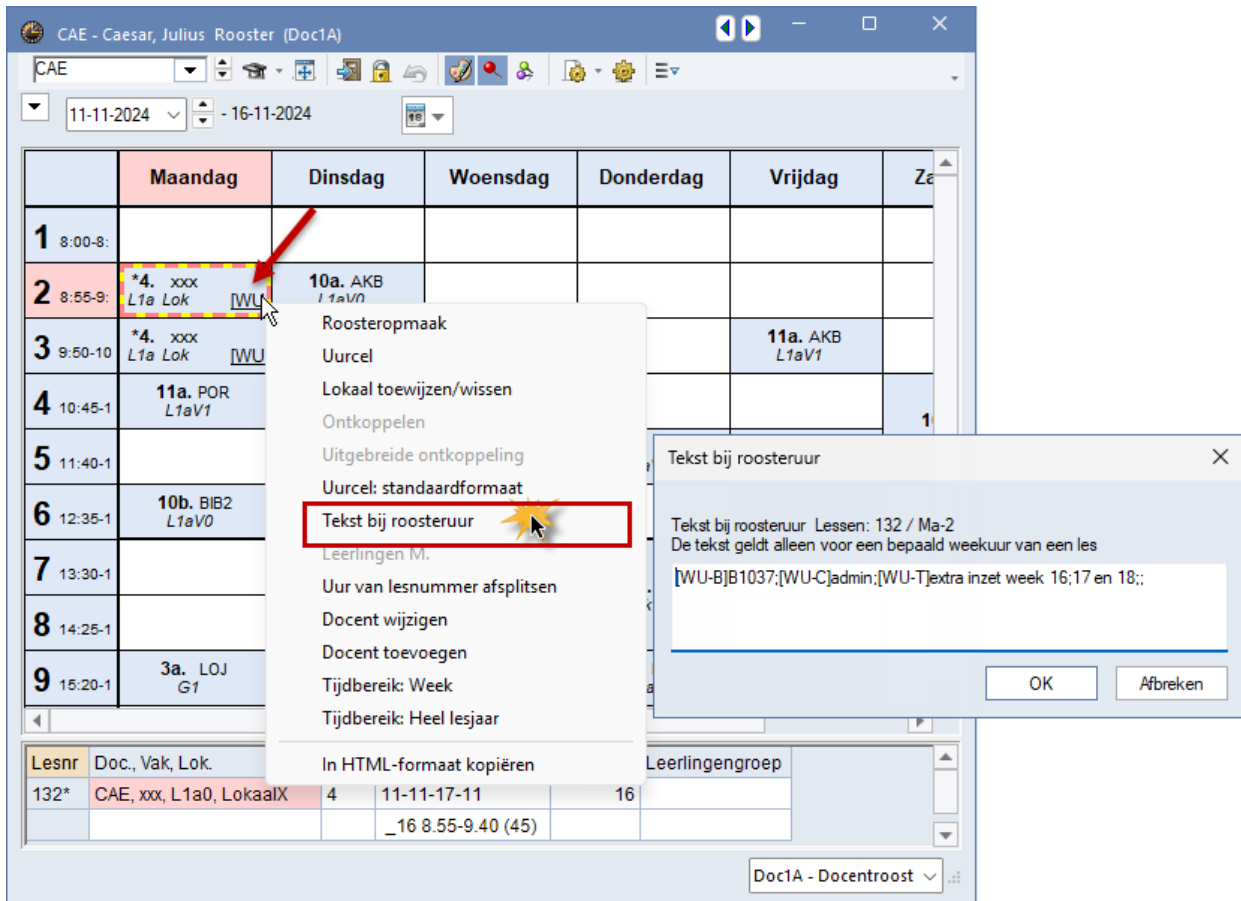 CAE - Caesar, Julius Rooster (Doc1A)
CAE
11-11-2024 - 16-11-2024
Maandag Dinsdag Woensdag Donderdag Vrijdag Za
1 8:00-8:
2 8:55-9: *4. xxx 10a. AKB
L1a Lok [WU L1aV0
3 9:50-10 *4. xxx 11a. AKB
L1a Lok [WU L1aV1
4 10:45-1 11a. POR
L1aV1
5 11:40-1
6 12:35-1 10b. BIB2
L1aV0
7 13:30-1
8 14:25-1
9 15:20-1 3a. LOJ
G1
Roosteropmaak
Uurcel
Lokaal toewijzen/wissen
Ontkoppelen
Uitgebreide ontkoppeling
Uurcel: standaardformaat
Tekst bij roosteruur
Leerlingen M.
Uur van lesnummer afsplitsen
Docent wijzigen
Docent toevoegen
Tijdbereik: Week
Tijdbereik: Heel lesjaar
In HTML-formaat kopiëren
Tekst bij roosteruur
Tekst bij roosteruur Lessen: 132 / Ma-2
De tekst geldt alleen voor een bepaald weekuur van een les
[WU-B]B1037;[WU-C]admin;[WU-T]extra inzet week 16;17 en 18;;
OK Afbreken
Lesnr Doc., Vak, Lok. Leerlingengroep
132* CAE, xxx, L1a0, LokaalX 4 11-11-17-11 16
_16 8.55-9.40 (45)
Doc1A - Docentroost